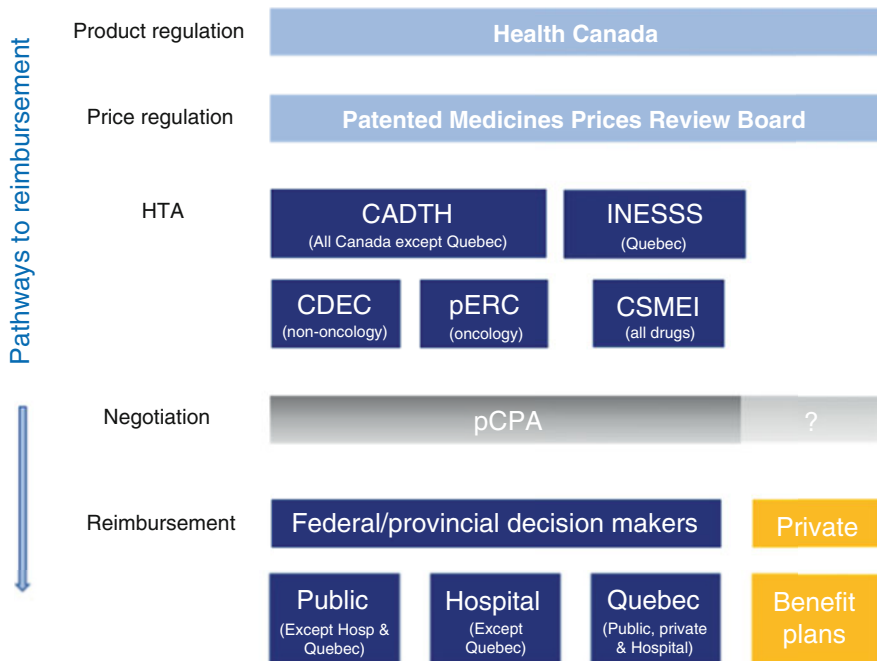 Pathways to reimbursement
Product regulation
Health Canada
Price regulation
Patented Medicines Prices Review Board
HTA
CADTH
(All Canada except Quebec)
INESSS
(Quebec)
CDEC
(non-oncology)
pERC
(oncology)
CSMEI
(all drugs)
Negotiation
pCPA
?
Reimbursement
Federal/provincial decision makers
Private
Public
(Except Hosp &
Quebec)
Hospital
(Except
Quebec)
Quebec
(Public, private
& Hospital)
Benefit
plans